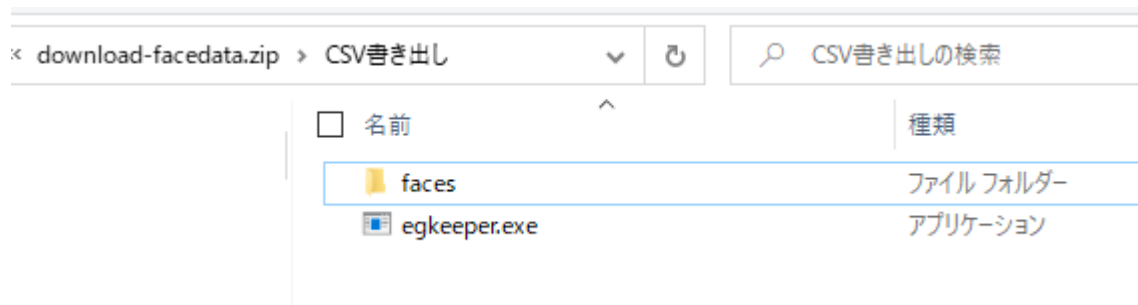 « download-facedata.zip › CSV書き出し
CSV書き出しの検索
名前 種類
faces ファイル フォルダー
egkeeper.exe アプリケーション